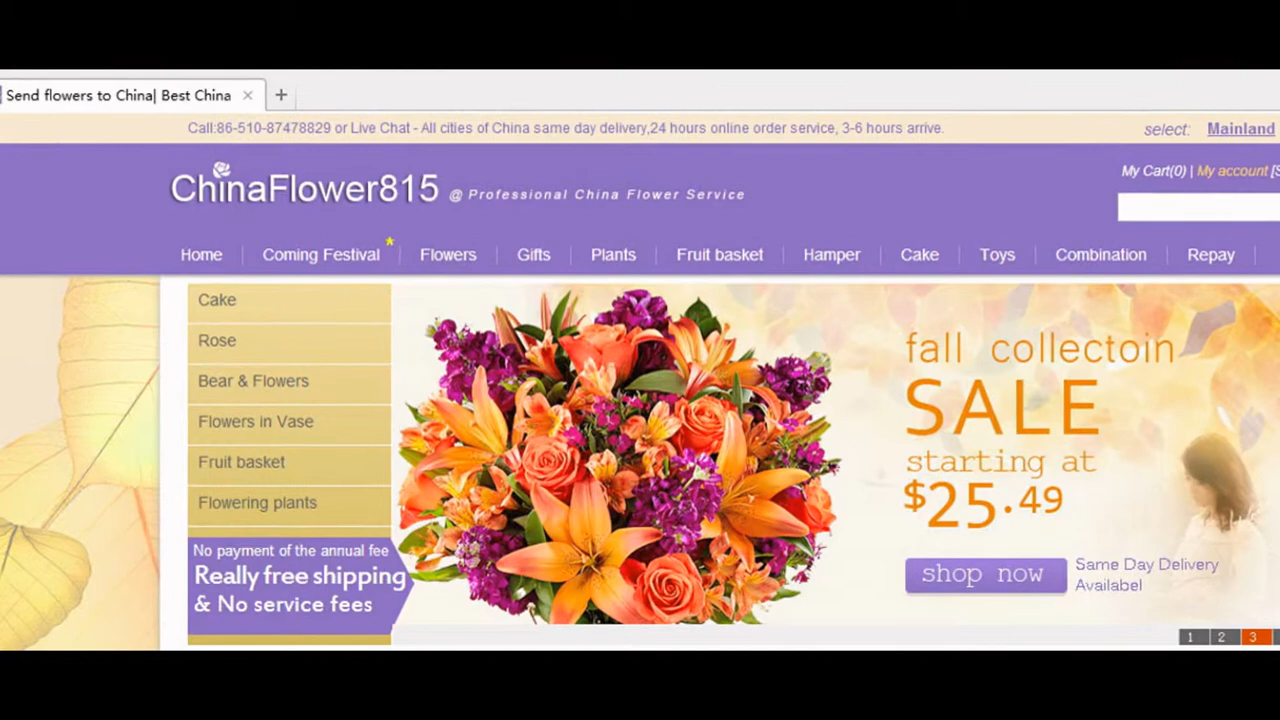 Send flowers to China| Best China
Call:86-510-87478829 or Live Chat - All cities of China same day delivery,24 hours online order service, 3-6 hours arrive.
select: Mainland
ChinaFlower815 @ Professional China Flower Service
My Cart(0) | My account [S
Home Coming Festival * Flowers Gifts Plants Fruit basket Hamper Cake Toys Combination Repay
Cake
Rose
Bear & Flowers
Flowers in Vase
Fruit basket
Flowering plants
No payment of the annual fee
Really free shipping
& No service fees
fall collectoin
SALE
starting at
$25.49
shop now
Same Day Delivery
Availabel
1 2 3